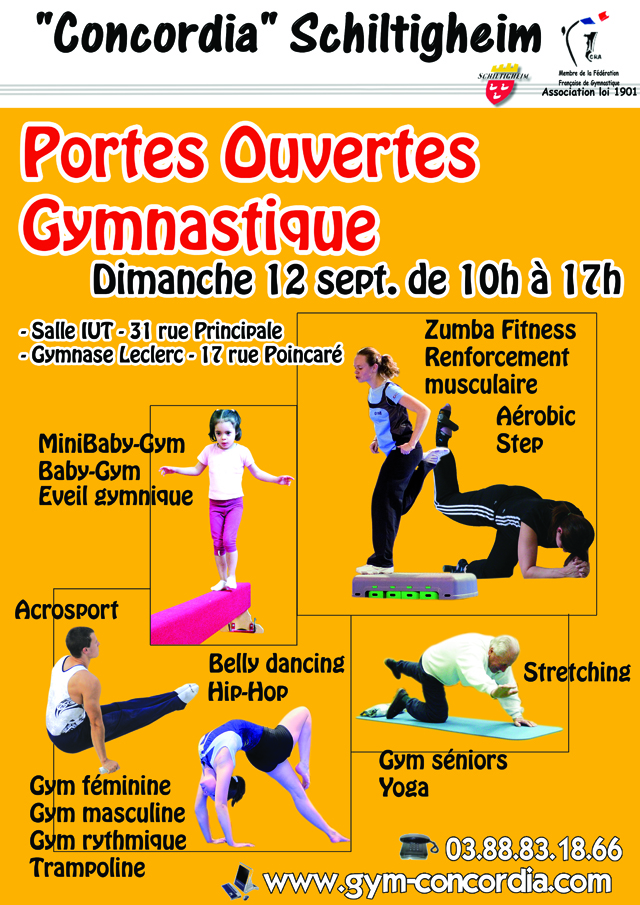 "Concordia" Schiltigheim
SCHILTIGHEIM
Membre de la Fédération
Française de Gymnastique
Association loi 1901
Portes Ouvertes
Gymnastique
Dimanche 12 sept. de 10h à 17h
- Salle IUT - 31 rue Principale
- Gymnase Leclerc - 17 rue Poincaré
Zumba Fitness
Renforcement
musculaire
Aérobic
Step
MiniBaby-Gym
Baby-Gym
Eveil gymnique
Acrosport
Belly dancing
Hip-Hop
Stretching
Gym séniors
Yoga
Gym féminine
Gym masculine
Gym rythmique
Trampoline
03.88.83.18.66
www.gym-concordia.com